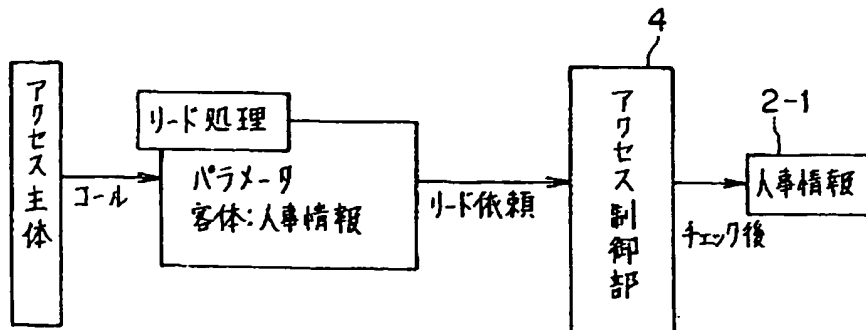 アクセス主体
コール
リード処理
パラメータ
客体:人事情報
リード依頼
4
アクセス制御部
チェック後
2-1
人事情報